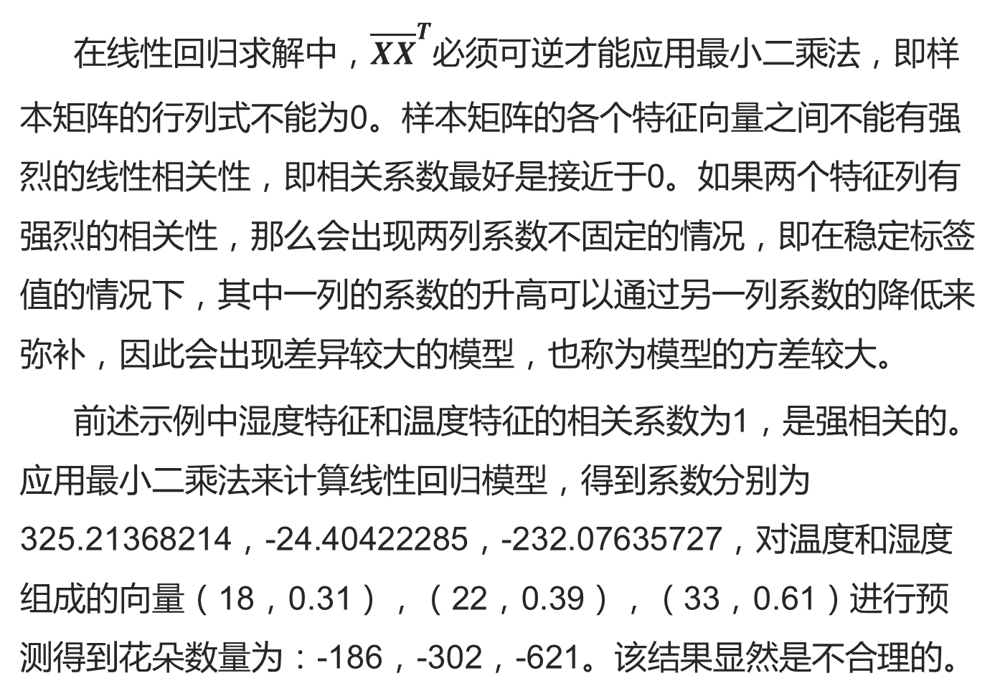 在线性回归求解中，$\overline{XX}^T$必须可逆才能应用最小二乘法，即样
本矩阵的行列式不能为0。样本矩阵的各个特征向量之间不能有强
烈的线性相关性，即相关系数最好是接近于0。如果两个特征列有
强烈的相关性，那么会出现两列系数不固定的情况，即在稳定标签
值的情况下，其中一列的系数的升高可以通过另一列系数的降低来
弥补，因此会出现差异较大的模型，也称为模型的方差较大。
前述示例中湿度特征和温度特征的相关系数为1，是强相关的。
应用最小二乘法来计算线性回归模型，得到系数分别为
325.21368214，-24.40422285，-232.07635727，对温度和湿度
组成的向量（18，0.31），（22，0.39），（33，0.61）进行预
测得到花朵数量为：-186，-302，-621。该结果显然是不合理的。